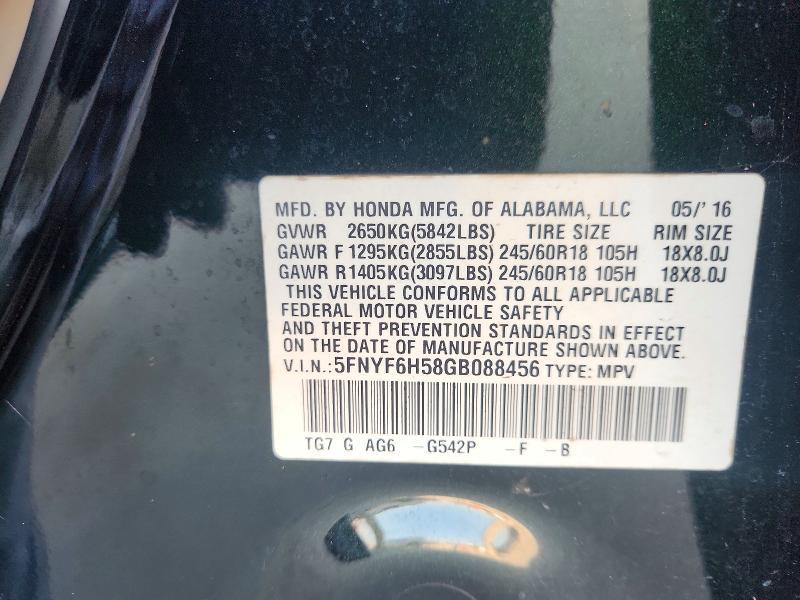 MFD. BY HONDA MFG. OF ALABAMA, LLC 05/'16
GVWR 2650KG(5842LBS) TIRE SIZE RIM SIZE
GAWR F 1295KG(2855LBS) 245/60R18 105H 18X8.0J
GAWR R 1405KG(3097LBS) 245/60R18 105H 18X8.0J
THIS VEHICLE CONFORMS TO ALL APPLICABLE
FEDERAL MOTOR VEHICLE SAFETY
AND THEFT PREVENTION STANDARDS IN EFFECT
ON THE DATE OF MANUFACTURE SHOWN ABOVE.
V.I.N.:5FNYF6H58GB088456 TYPE: MPV
TG7 G AG6 -G542P -F -B